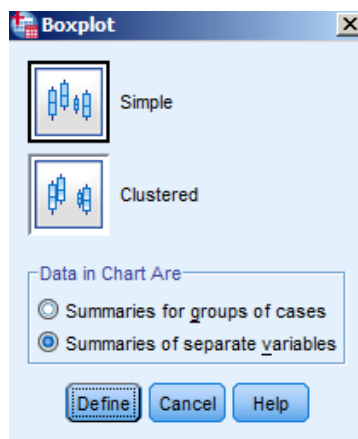 Boxplot
Simple
Clustered
Data in Chart Are
Summaries for groups of cases
Summaries of separate variables
Define Cancel Help